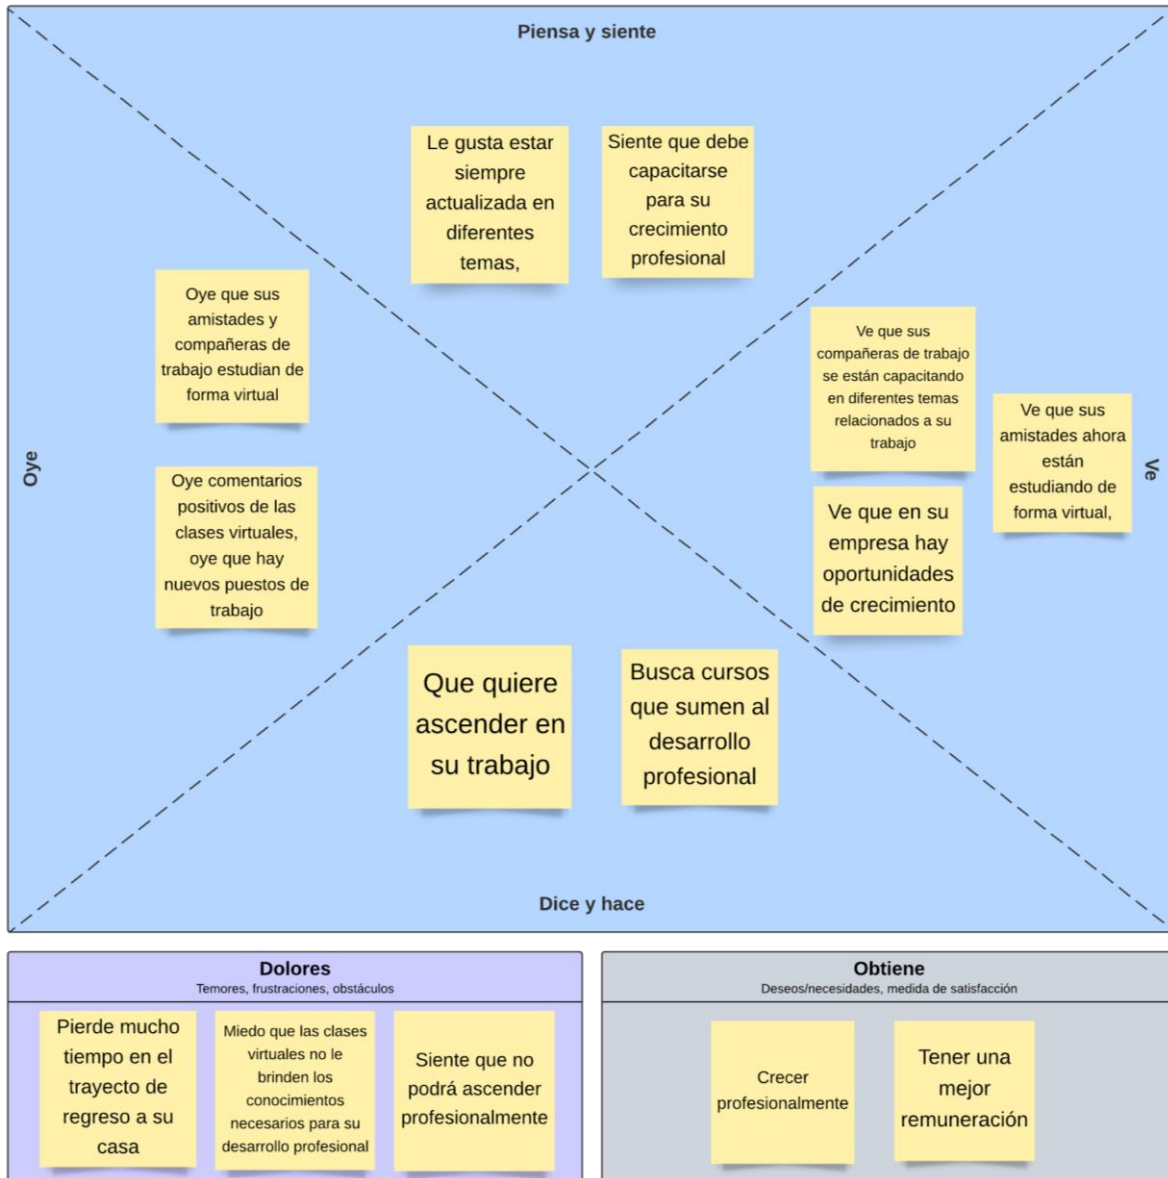 Piensa y siente
Le gusta estar
siempre
actualizada en
diferentes
temas,
Siente que debe
capacitarse
para su
crecimiento
profesional
Oye
Oye que sus
amistades y
compañeras de
trabajo estudian de
forma virtual
Oye comentarios
positivos de las
clases virtuales,
oye que hay
nuevos puestos de
trabajo
Ve que sus
compañeras de trabajo
se están capacitando
en diferentes temas
relacionados a su
trabajo
Ve que sus
amistades ahora
están
estudiando de
forma virtual,
Ve
Ve que en su
empresa hay
oportunidades
de crecimiento
Que quiere
ascender en
su trabajo
Busca cursos
que sumen al
desarrollo
profesional
Dice y hace
Dolores
Temores, frustraciones, obstáculos
Pierde mucho
tiempo en el
trayecto de
regreso a su
casa
Miedo que las clases
virtuales no le
brinden los
conocimientos
necesarios para su
desarrollo profesional
Siente que no
podrá ascender
profesionalmente
Obtiene
Deseos/necesidades, medida de satisfacción
Crecer
profesionalmente
Tener una
mejor
remuneración